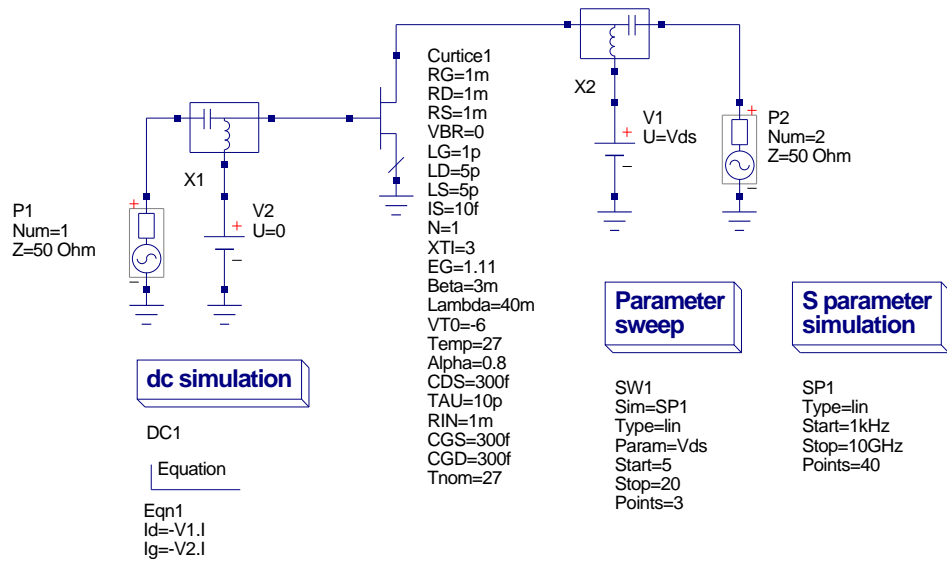 Curtice1
RG=1m
RD=1m
RS=1m
VBR=0
LG=1p
LD=5p
LS=5p
IS=10f
N=1
XTI=3
EG=1.11
Beta=3m
Lambda=40m
VT0=-6
Temp=27
Alpha=0.8
CDS=300f
TAU=10p
RIN=1m
CGS=300f
CGD=300f
Tnom=27
X2
V1
U=Vds
+
−
P2
Num=2
Z=50 Ohm
+
−
X1
P1
Num=1
Z=50 Ohm
+
−
V2
U=0
+
−
dc simulation
DC1
Equation
Eqn1
Id=-V1.I
Ig=-V2.I
Parameter
sweep
SW1
Sim=SP1
Type=lin
Param=Vds
Start=5
Stop=20
Points=3
S parameter
simulation
SP1
Type=lin
Start=1kHz
Stop=10GHz
Points=40